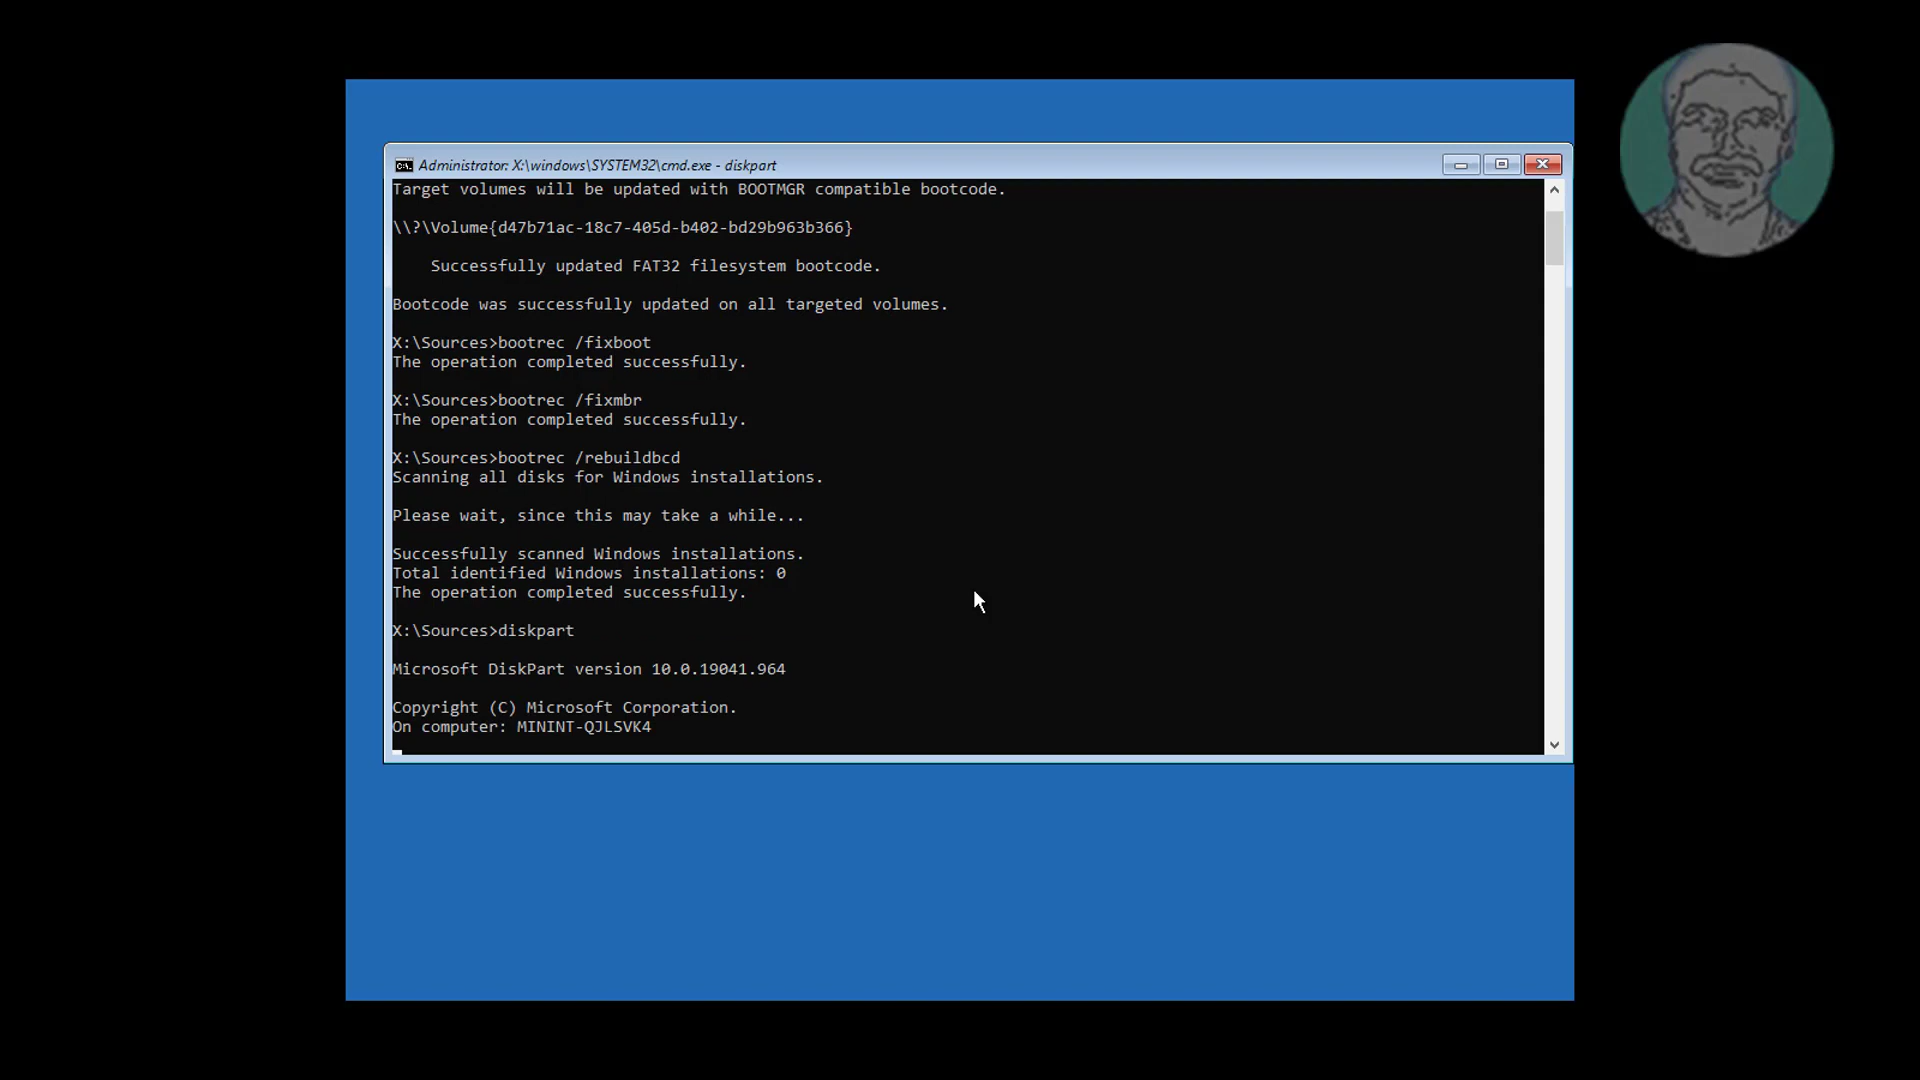 Administrator: X:\windows\SYSTEM32\cmd.exe - diskpart
Target volumes will be updated with BOOTMGR compatible bootcode.
\\?\Volume{d47b71ac-18c7-405d-b402-bd29b963b366}
Successfully updated FAT32 filesystem bootcode.
Bootcode was successfully updated on all targeted volumes.
X:\Sources>bootrec /fixboot
The operation completed successfully.
X:\Sources>bootrec /fixmbr
The operation completed successfully.
X:\Sources>bootrec /rebuildbcd
Scanning all disks for Windows installations.
Please wait, since this may take a while...
Successfully scanned Windows installations.
Total identified Windows installations: 0
The operation completed successfully.
X:\Sources>diskpart
Microsoft DiskPart version 10.0.19041.964
Copyright (C) Microsoft Corporation.
On computer: MININT-QJLSVK4